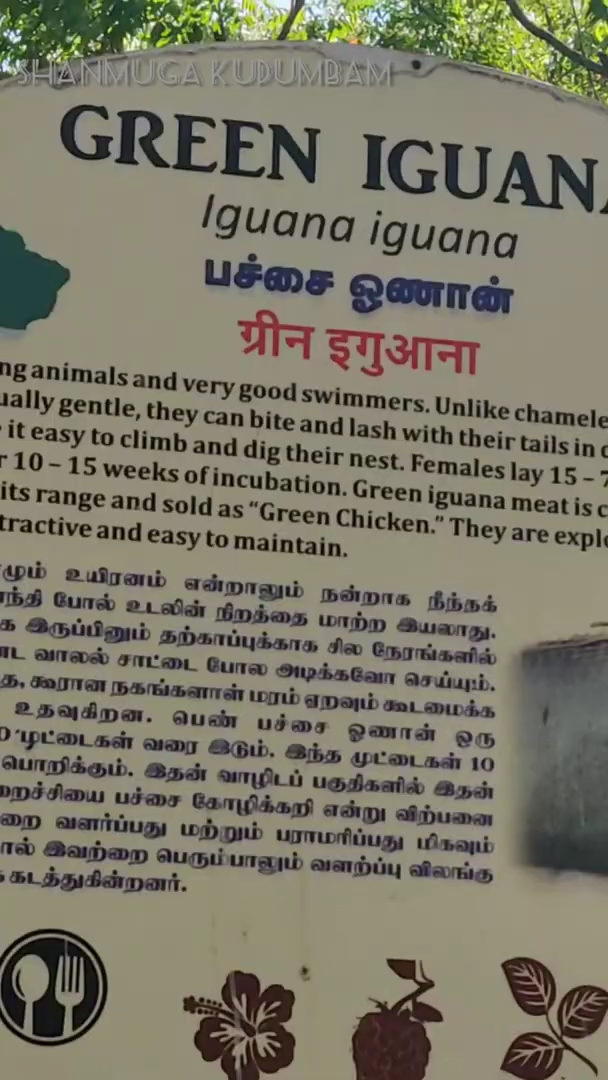 SHANMUGA KUDUMBAM
GREEN IGUANA
Iguana iguana
பச்சை ஓணான்
ग्रीन इगुआना
ng animals and very good swimmers. Unlike chamele
ually gentle, they can bite and lash with their tails in d
it easy to climb and dig their nest. Females lay 15 – 7
r 10 – 15 weeks of incubation. Green iguana meat is c
its range and sold as “Green Chicken.” They are explo
tractive and easy to maintain.
ழும் உயிரனம் என்றாலும் நன்றாக நீந்தக்
ந்தி போல் உடலின் நிறத்தை மாற்ற இயலாது.
க இருப்பினும் தற்காப்புக்காக சில நேரங்களில்
ட வாலல் சாட்டை போல அடிக்கவோ செய்யும்.
த, கூரான நகங்களாள் மரம் ஏறவும் கூடமைக்க
உதவுகிறன. பெண் பச்சை ஓணான் ஒரு
0 முட்டைகள் வரை இடும். இந்த முட்டைகள் 10
பொறிக்கும். இதன் வாழிடப் பகுதிகளில் இதன்
றைச்சியை பச்சை கோழிக்கறி என்று விற்பனை
றை வளர்ப்பது மற்றும் பராமரிப்பது மிகவும்
ால் இவற்றை பெரும்பாலும் வளற்ப்பு விலங்கு
கடத்துகின்றனர்.